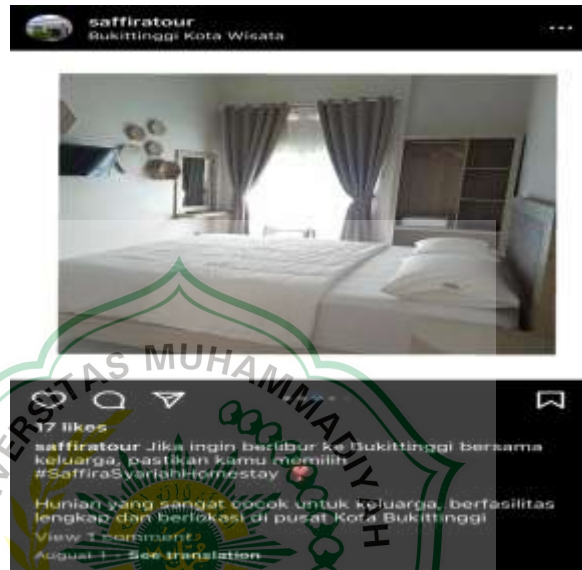 saffiratour
Bukittinggi Kota Wisata
17 likes
saffiratour Jika ingin berlibur ke Bukittinggi bersama
keluarga, pastikan kamu memilih
#SaffiraSyariahHomestay
Hunian yang sangat cocok untuk keluarga, berfasilitas
lengkap dan berlokasi di pusat Kota Bukittinggi
View 1 comment
August 1 · See translation
MUHAMMADIYAH